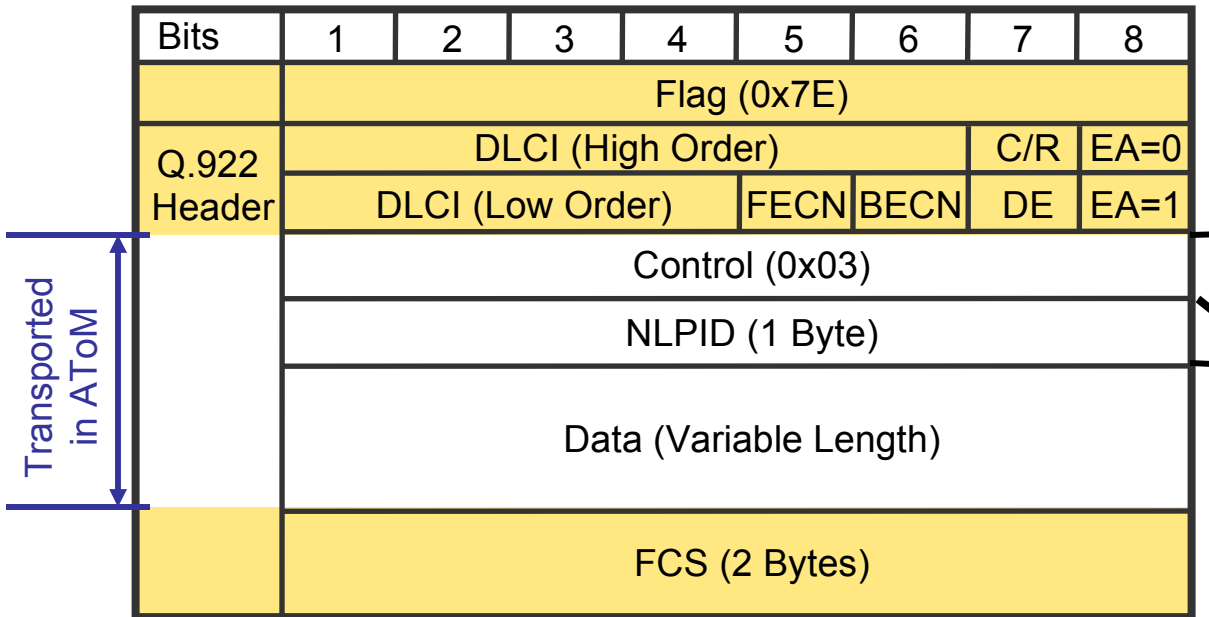 Bits 1 2 3 4 5 6 7 8
Flag (0x7E)
Q.922
Header
DLCI (High Order) C/R EA=0
DLCI (Low Order) FECN BECN DE EA=1
Transported
in AToM
Control (0x03)
NLPID (1 Byte)
Data (Variable Length)
FCS (2 Bytes)